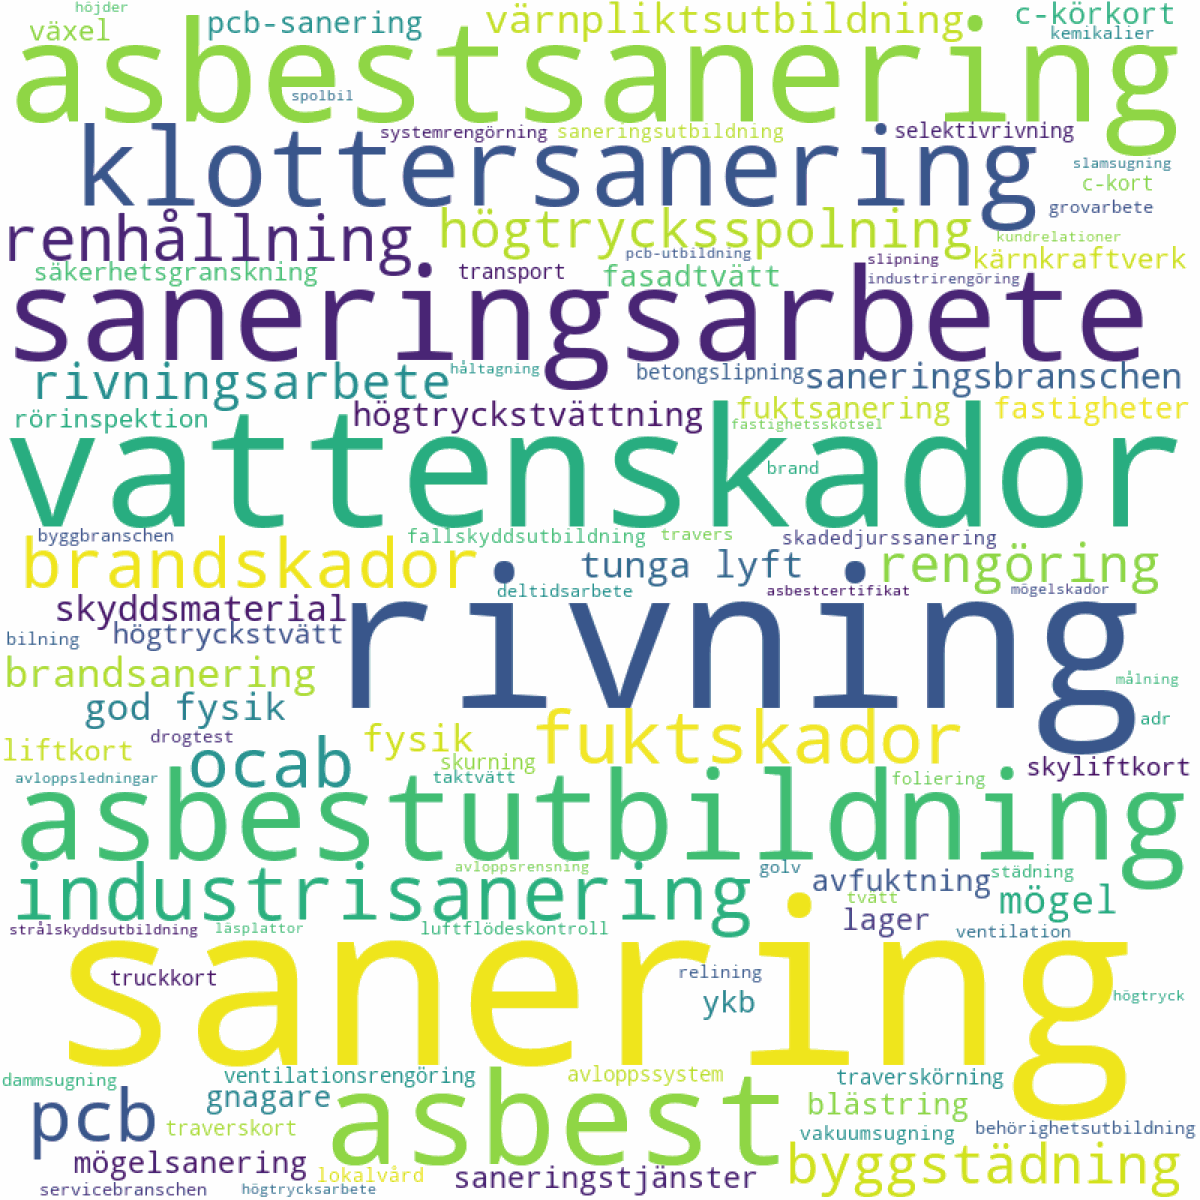 höjder
växel
pcb-sanering
värnpliktsutbildning
c-körkort
kemikalier
asbestsanering
spolbil
systemrengörning
saneringsutbildning
selektivrivning
klottersanering
slamsugning
c-kort
grovarbete
renhållning
högtrycksspolning
kundrelationer
pcb-utbildning
slipning
kärnkraftverk
säkerhetsgranskning
transport
fasadtvätt
industrirengöring
saneringsarbete
rivningsarbete
håltagning
betongslipning
saneringsbranschen
rörinspektion
högtryckstvättning
fuktsanering
fastigheter
fastighetsskötsel
vattenskador
brand
byggbranschen
fallskyddsutbildning
travers
skadedjurssanering
brandskador
tunga lyft
rengöring
deltidsarbete
asbestcertifikat
mögelskador
skyddsmaterial
rivning
bilning
högtryckstvätt
brandsanering
målning
god fysik
adr
drogtest
liftkort
ocab
fysik
fuktskador
skurning
skyliftkort
avloppsledningar
taktvätt
foliering
asbestutbildning
avloppsrensning
golv
avfuktning
städning
industrisanering
tvätt
mögel
lager
strålskyddsutbildning
läsplattor
luftflödeskontroll
ventilation
sanering
truckkort
relining
ykb
högtryck
dammsugning
ventilationsrengöring
avloppssystem
traverskörning
pcb
gnagare
asbest
blästring
traverskort
vakuumsugning
behörighetsutbildning
mögelsanering
lokalvård
saneringstjänster
byggstädning
servicebranschen
högtrycksarbete